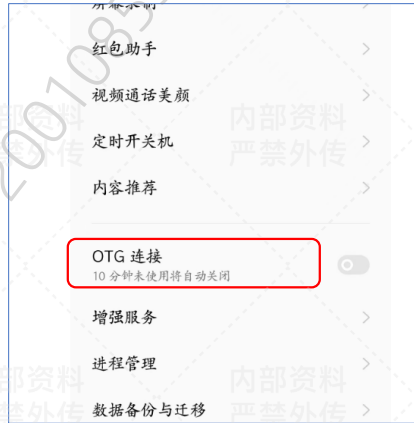 屏幕录制
红包助手
视频通话美颜
定时开关机
内容推荐
OTG 连接
10 分钟未使用将自动关闭
增强服务
进程管理
数据备份与迁移
内部资料
严禁外传
内部资料
严禁外传
内部资料
严禁外传
内部资料
严禁外传